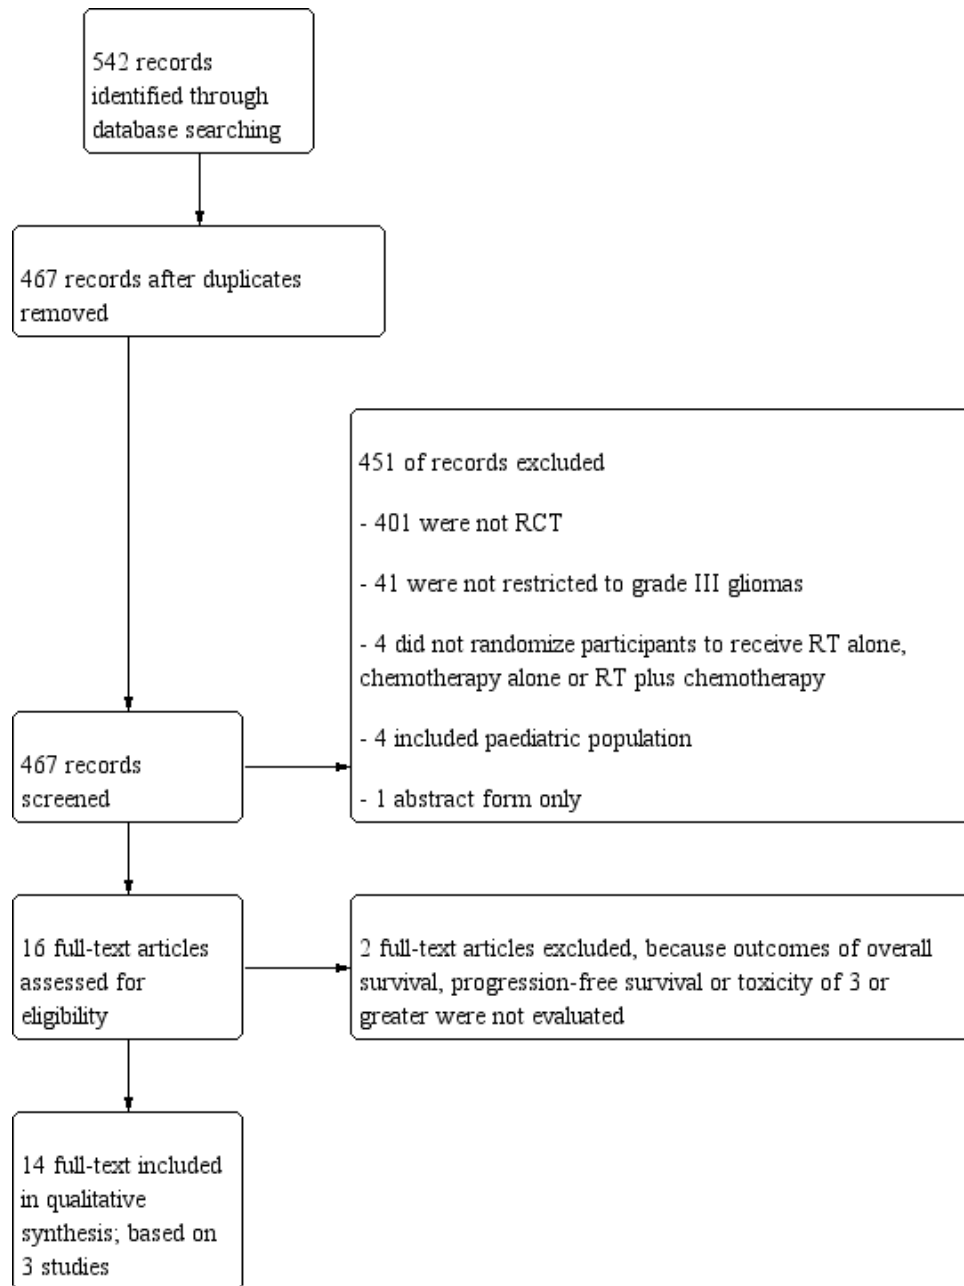 542 records
identified through
database searching
467 records after duplicates
removed
451 of records excluded
- 401 were not RCT
- 41 were not restricted to grade III gliomas
- 4 did not randomize participants to receive RT alone,
chemotherapy alone or RT plus chemotherapy
- 4 included paediatric population
- 1 abstract form only
467 records
screened
16 full-text articles
assessed for
eligibility
2 full-text articles excluded, because outcomes of overall
survival, progression-free survival or toxicity of 3 or
greater were not evaluated
14 full-text included
in qualitative
synthesis; based on
3 studies